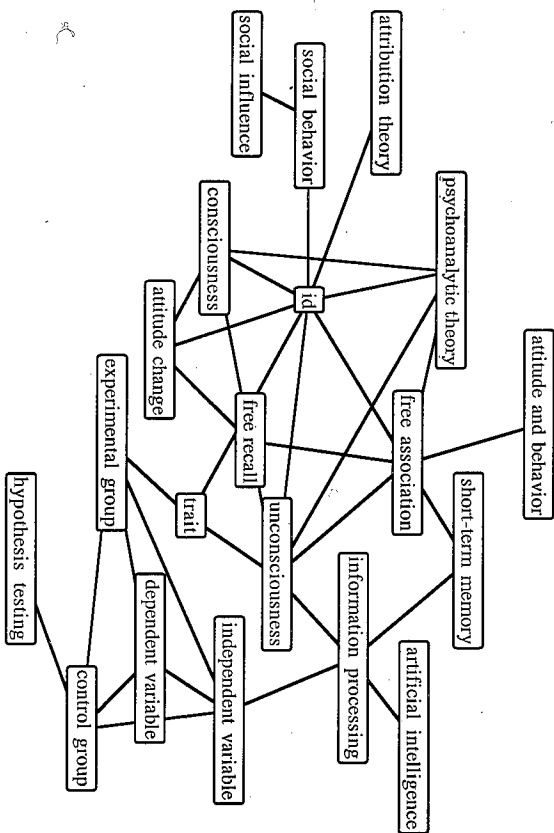 attitude and behavior
psychoanalytic theory
short-term memory
attribution theory
free association
artificial intelligence
information processing
social behavior
id
unconsciousness
social influence
free recall
independent variable
consciousness
trait
attitude change
dependent variable
experimental group
control group
hypothesis testing